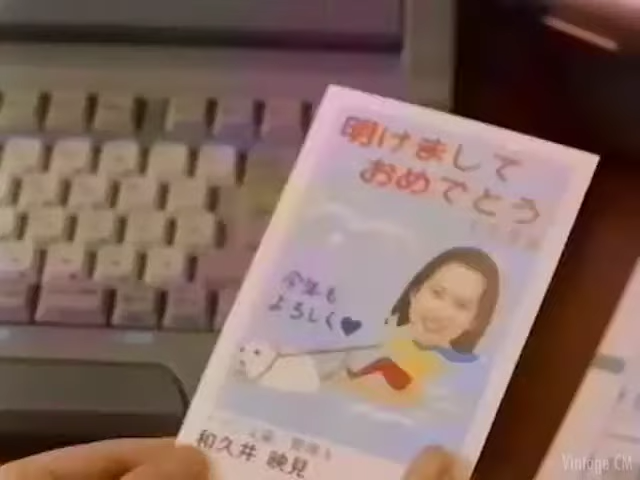 明けまして
おめでとう
今年も
よろしく♥
和久井 映見
Vintage CM